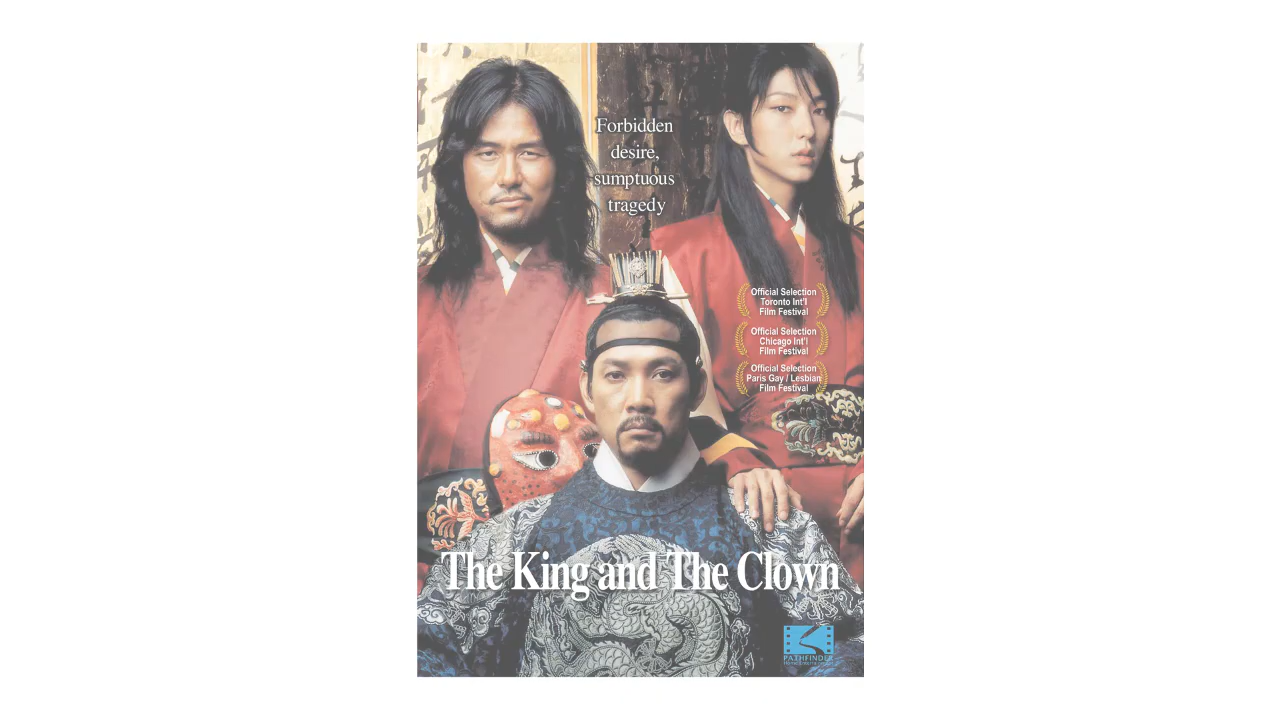 Forbidden
desire,
sumptuous
tragedy
Official Selection
Toronto Int'l
Film Festival
Official Selection
Chicago Int'l
Film Festival
Official Selection
Paris Gay / Lesbian
Film Festival
The King and The Clown
PATHFINDER